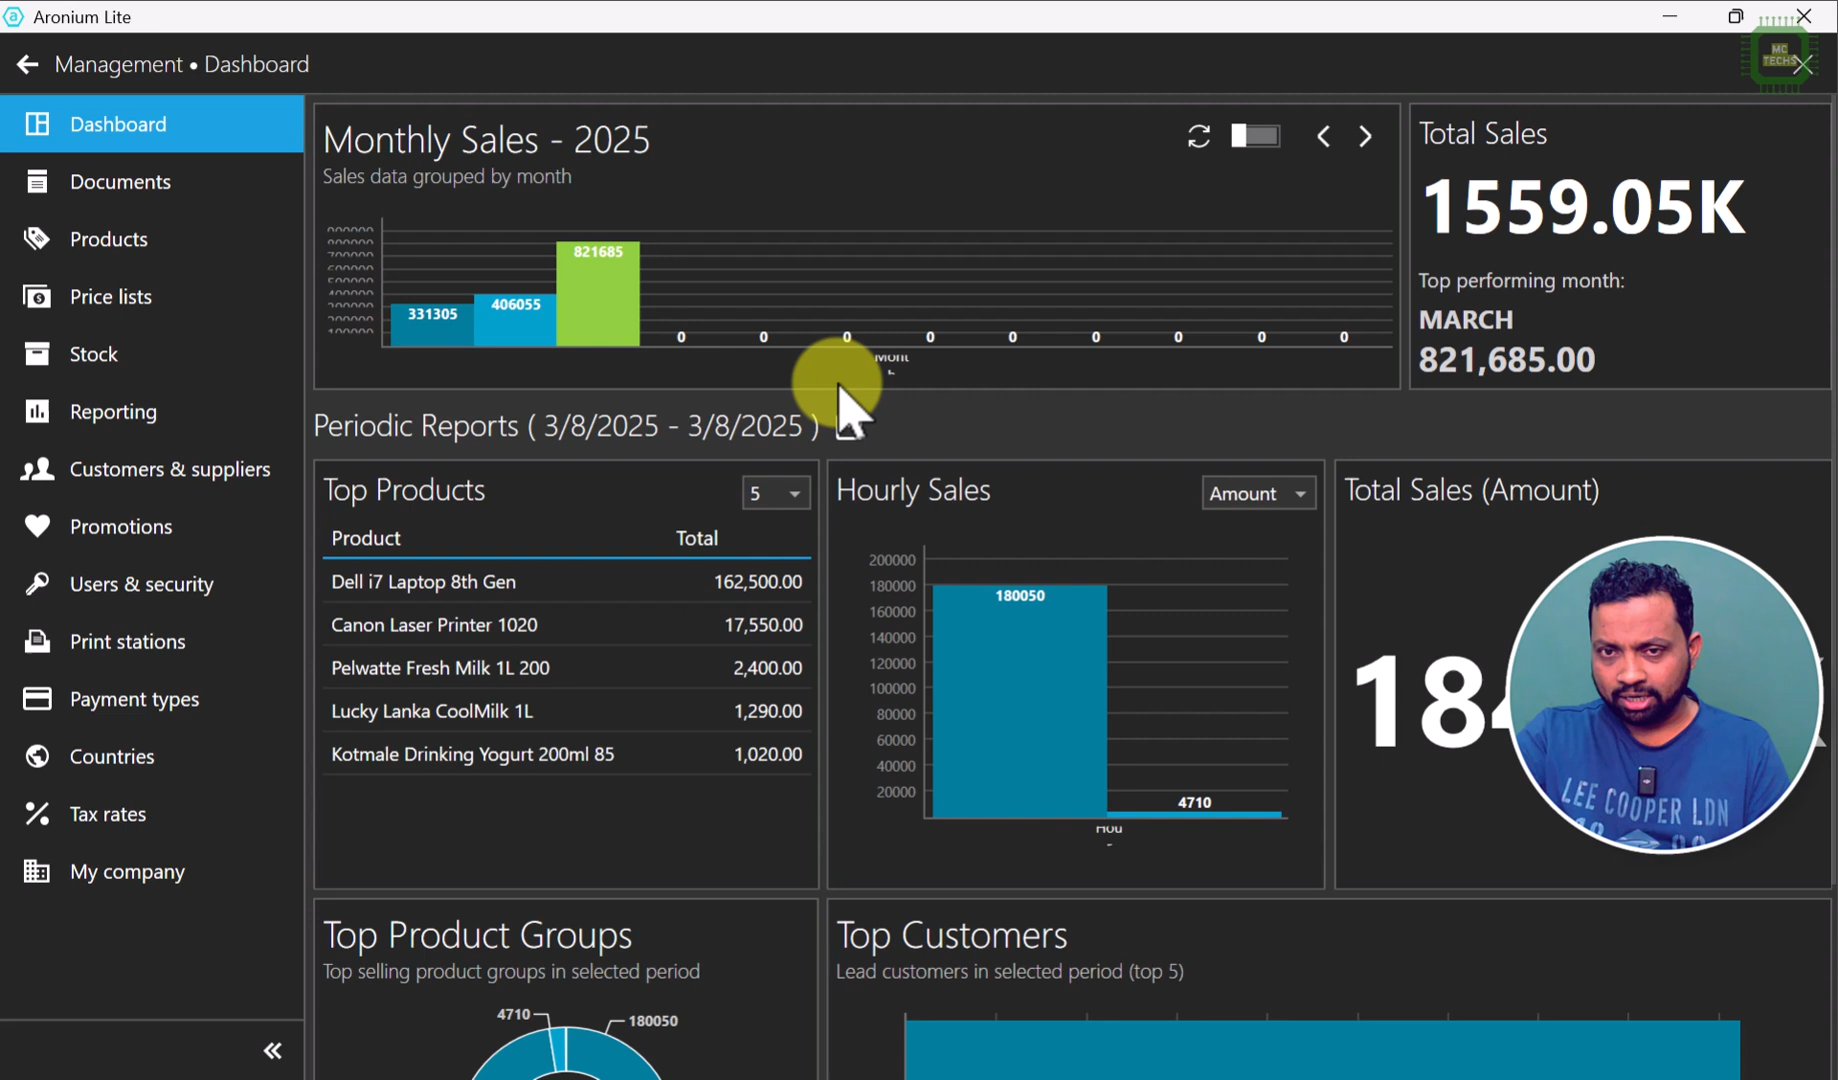 Aronium Lite
Management • Dashboard
MC
TECHS
Dashboard
Documents
Products
Price lists
Stock
Reporting
Customers & suppliers
Promotions
Users & security
Print stations
Payment types
Countries
Tax rates
My company
Monthly Sales - 2025
Sales data grouped by month
331305
406055
821685
0 0 0 0 0 0 0 0 0
Total Sales
1559.05K
Top performing month:
MARCH
821,685.00
Periodic Reports ( 3/8/2025 - 3/8/2025 )
Top Products
5
Product Total
Dell i7 Laptop 8th Gen 162,500.00
Canon Laser Printer 1020 17,550.00
Pelwatte Fresh Milk 1L 200 2,400.00
Lucky Lanka CoolMilk 1L 1,290.00
Kotmale Drinking Yogurt 200ml 85 1,020.00
Hourly Sales
Amount
200000
180000
160000
140000
120000
100000
80000
60000
40000
20000
180050
4710
Total Sales (Amount)
LEE COOPER LDN
Top Product Groups
Top selling product groups in selected period
4710
180050
Top Customers
Lead customers in selected period (top 5)